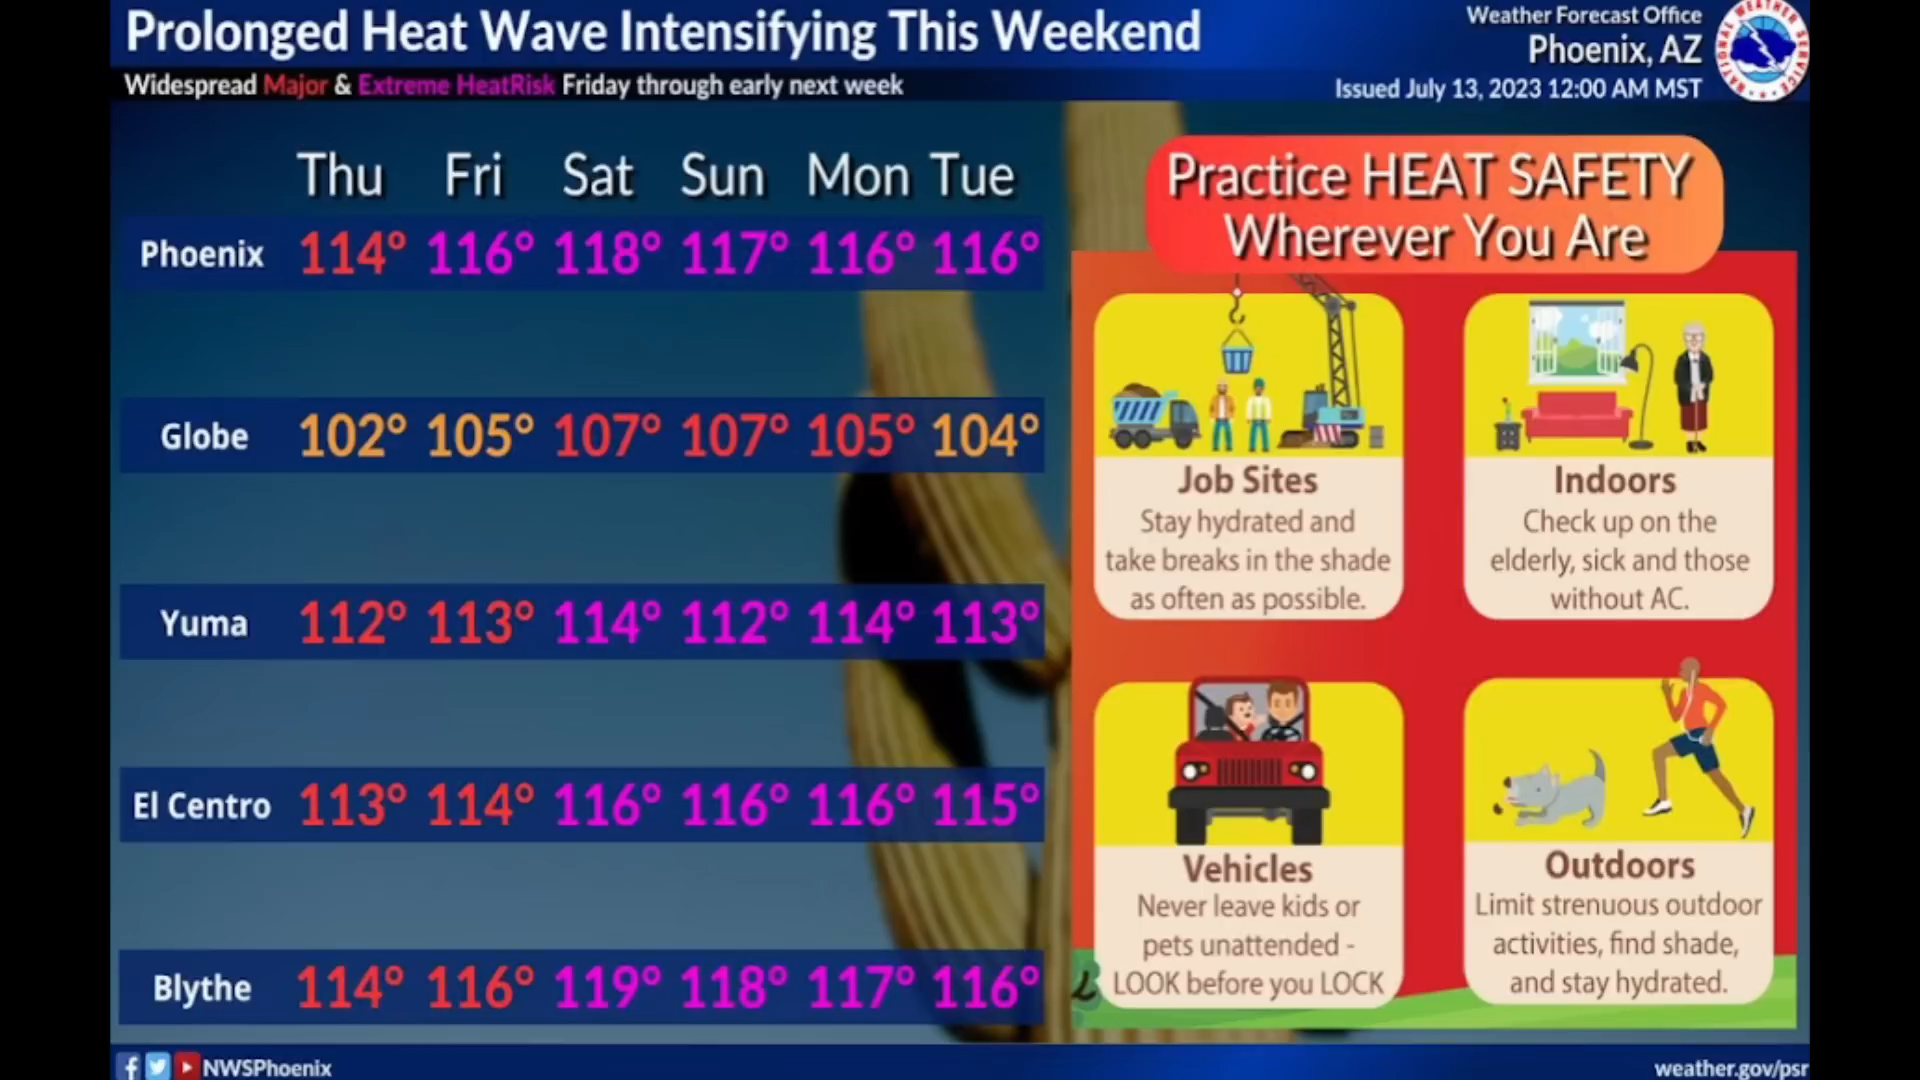 Prolonged Heat Wave Intensifying This Weekend
Widespread Major & Extreme HeatRisk Friday through early next week
Weather Forecast Office
Phoenix, AZ
Issued July 13, 2023 12:00 AM MST
NATIONAL WEATHER SERVICE
Thu Fri Sat Sun Mon Tue
Phoenix 114° 116° 118° 117° 116° 116°
Globe 102° 105° 107° 107° 105° 104°
Yuma 112° 113° 114° 112° 114° 113°
El Centro 113° 114° 116° 116° 116° 115°
Blythe 114° 116° 119° 118° 117° 116°
Practice HEAT SAFETY
Wherever You Are
Job Sites
Stay hydrated and
take breaks in the shade
as often as possible.
Indoors
Check up on the
elderly, sick and those
without AC.
Vehicles
Never leave kids or
pets unattended -
LOOK before you LOCK
Outdoors
Limit strenuous outdoor
activities, find shade,
and stay hydrated.
NWSPhoenix
weather.gov/psr